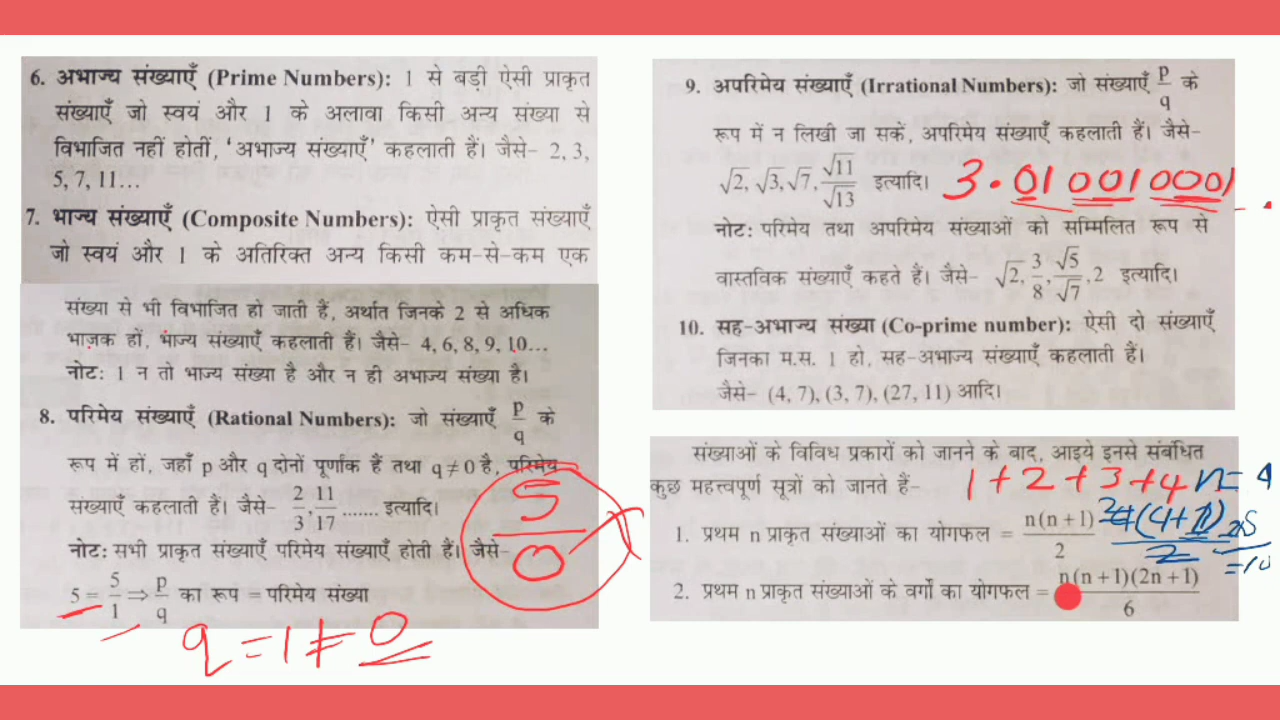 6. अभाज्य संख्याएँ (Prime Numbers): 1 से बड़ी ऐसी प्राकृत
संख्याएँ जो स्वयं और 1 के अलावा किसी अन्य संख्या से
विभाजित नहीं होतीं, 'अभाज्य संख्याएँ' कहलाती हैं। जैसे- 2, 3,
5, 7, 11...
7. भाज्य संख्याएँ (Composite Numbers): ऐसी प्राकृत संख्याएँ
जो स्वयं और 1 के अतिरिक्त अन्य किसी कम-से-कम एक
संख्या से भी विभाजित हो जाती हैं, अर्थात जिनके 2 से अधिक
भाजक हों, भाज्य संख्याएँ कहलाती हैं। जैसे- 4, 6, 8, 9, 10...
नोट: 1 न तो भाज्य संख्या है और न ही अभाज्य संख्या है।
8. परिमेय संख्याएँ (Rational Numbers): जो संख्याएँ p/q के
रूप में हों, जहाँ p और q दोनों पूर्णांक हैं तथा q ≠ 0 है, परिमेय
संख्याएँ कहलाती हैं। जैसे- 2/3, 11/17 ....... इत्यादि।
नोट: सभी प्राकृत संख्याएँ परिमेय संख्याएँ होती हैं। जैसे-
5 = 5/1 ⇒ p/q का रूप = परिमेय संख्या
5/0
q = 1 ≠ 0
9. अपरिमेय संख्याएँ (Irrational Numbers): जो संख्याएँ p/q के
रूप में न लिखी जा सकें, अपरिमेय संख्याएँ कहलाती हैं। जैसे-
√2, √3, √7, √11/√13 इत्यादि। 3.010010001
नोट: परिमेय तथा अपरिमेय संख्याओं को सम्मिलित रूप से
वास्तविक संख्याएँ कहते हैं। जैसे- √2, 3/8, √5/√7, 2 इत्यादि।
10. सह-अभाज्य संख्या (Co-prime number): ऐसी दो संख्याएँ
जिनका म.स. 1 हो, सह-अभाज्य संख्याएँ कहलाती हैं।
जैसे- (4, 7), (3, 7), (27, 11) आदि।
संख्याओं के विविध प्रकारों को जानने के बाद, आइये इनसे संबंधित
कुछ महत्त्वपूर्ण सूत्रों को जानते हैं- 1+2+3+4 n=4
1. प्रथम n प्राकृत संख्याओं का योगफल = n(n+1)/2 4(4+1)/2
=10
2. प्रथम n प्राकृत संख्याओं के वर्गों का योगफल = n(n+1)(2n+1)/6